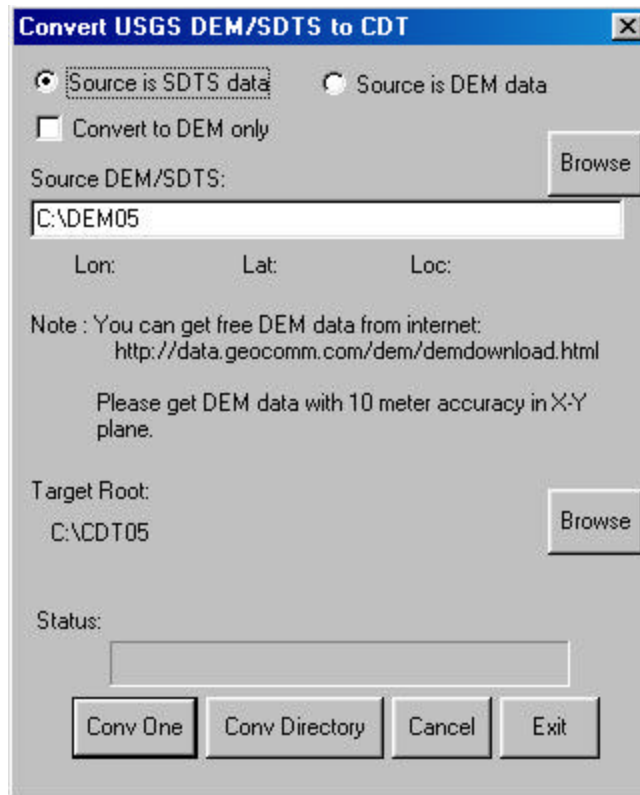 Convert USGS DEM/SDTS to CDT
Source is SDTS data
Source is DEM data
Convert to DEM only
Browse
Source DEM/SDTS:
C:\DEM05
Lon:
Lat:
Loc:
Note : You can get free DEM data from internet:
http://data.geocomm.com/dem/demdownload.html
Please get DEM data with 10 meter accuracy in X-Y
plane.
Target Root:
Browse
C:\CDT05
Status:
Conv One
Conv Directory
Cancel
Exit